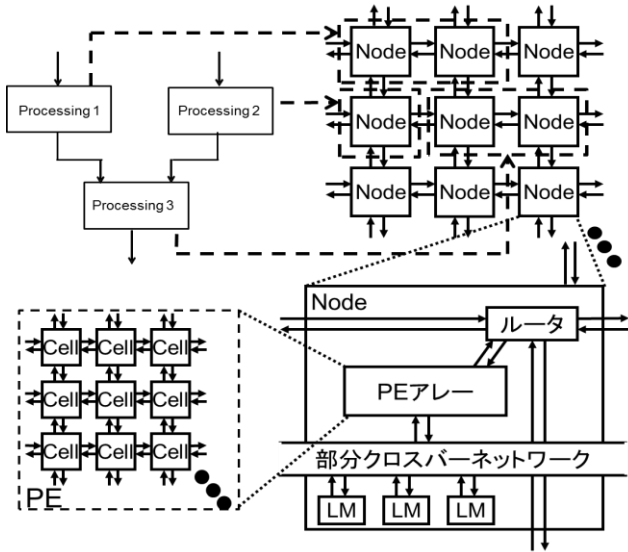 Processing 1
Processing 2
Processing 3
Node Node Node
Node Node Node
Node Node Node
Node
ルータ
PEアレー
部分クロスバーネットワーク
LM LM LM
Cell Cell Cell
Cell Cell Cell
Cell Cell Cell
PE